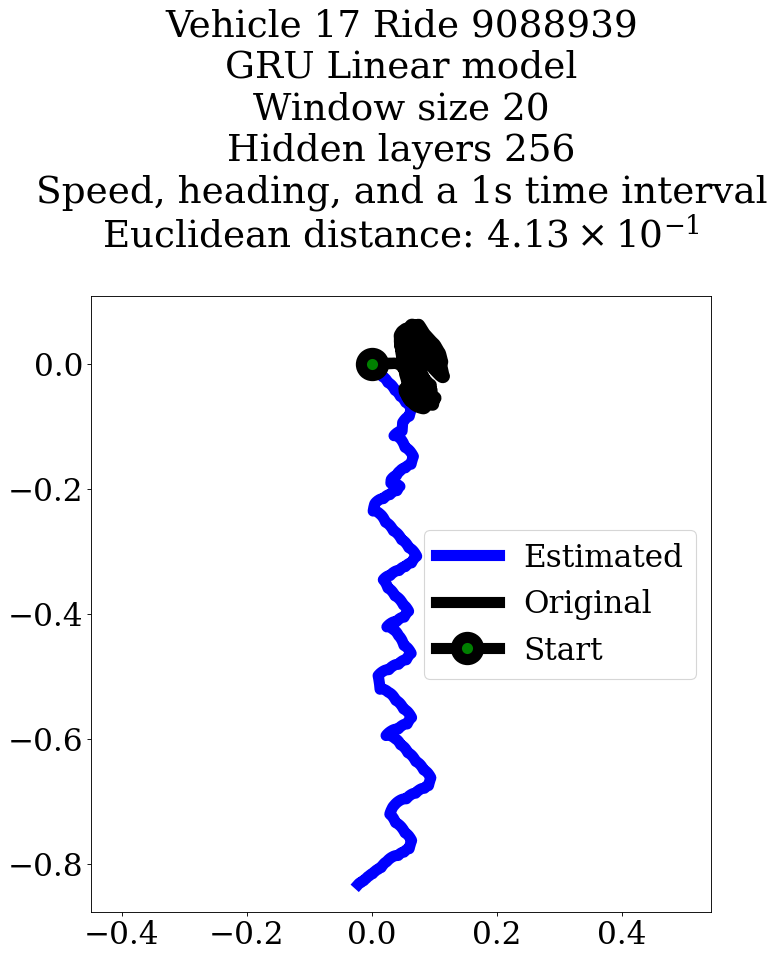 Vehicle 17 Ride 9088939
GRU Linear model
Window size 20
Hidden layers 256
Speed, heading, and a 1s time interval
Euclidean distance: 4.13 × 10⁻¹
0.0
−0.2
−0.4
−0.6
−0.8
Estimated
Original
Start
−0.4 −0.2 0.0 0.2 0.4